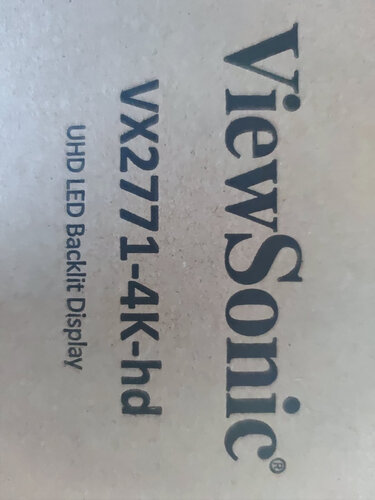 ViewSonic®
VX2771-4K-hd
UHD LED Backlit Display